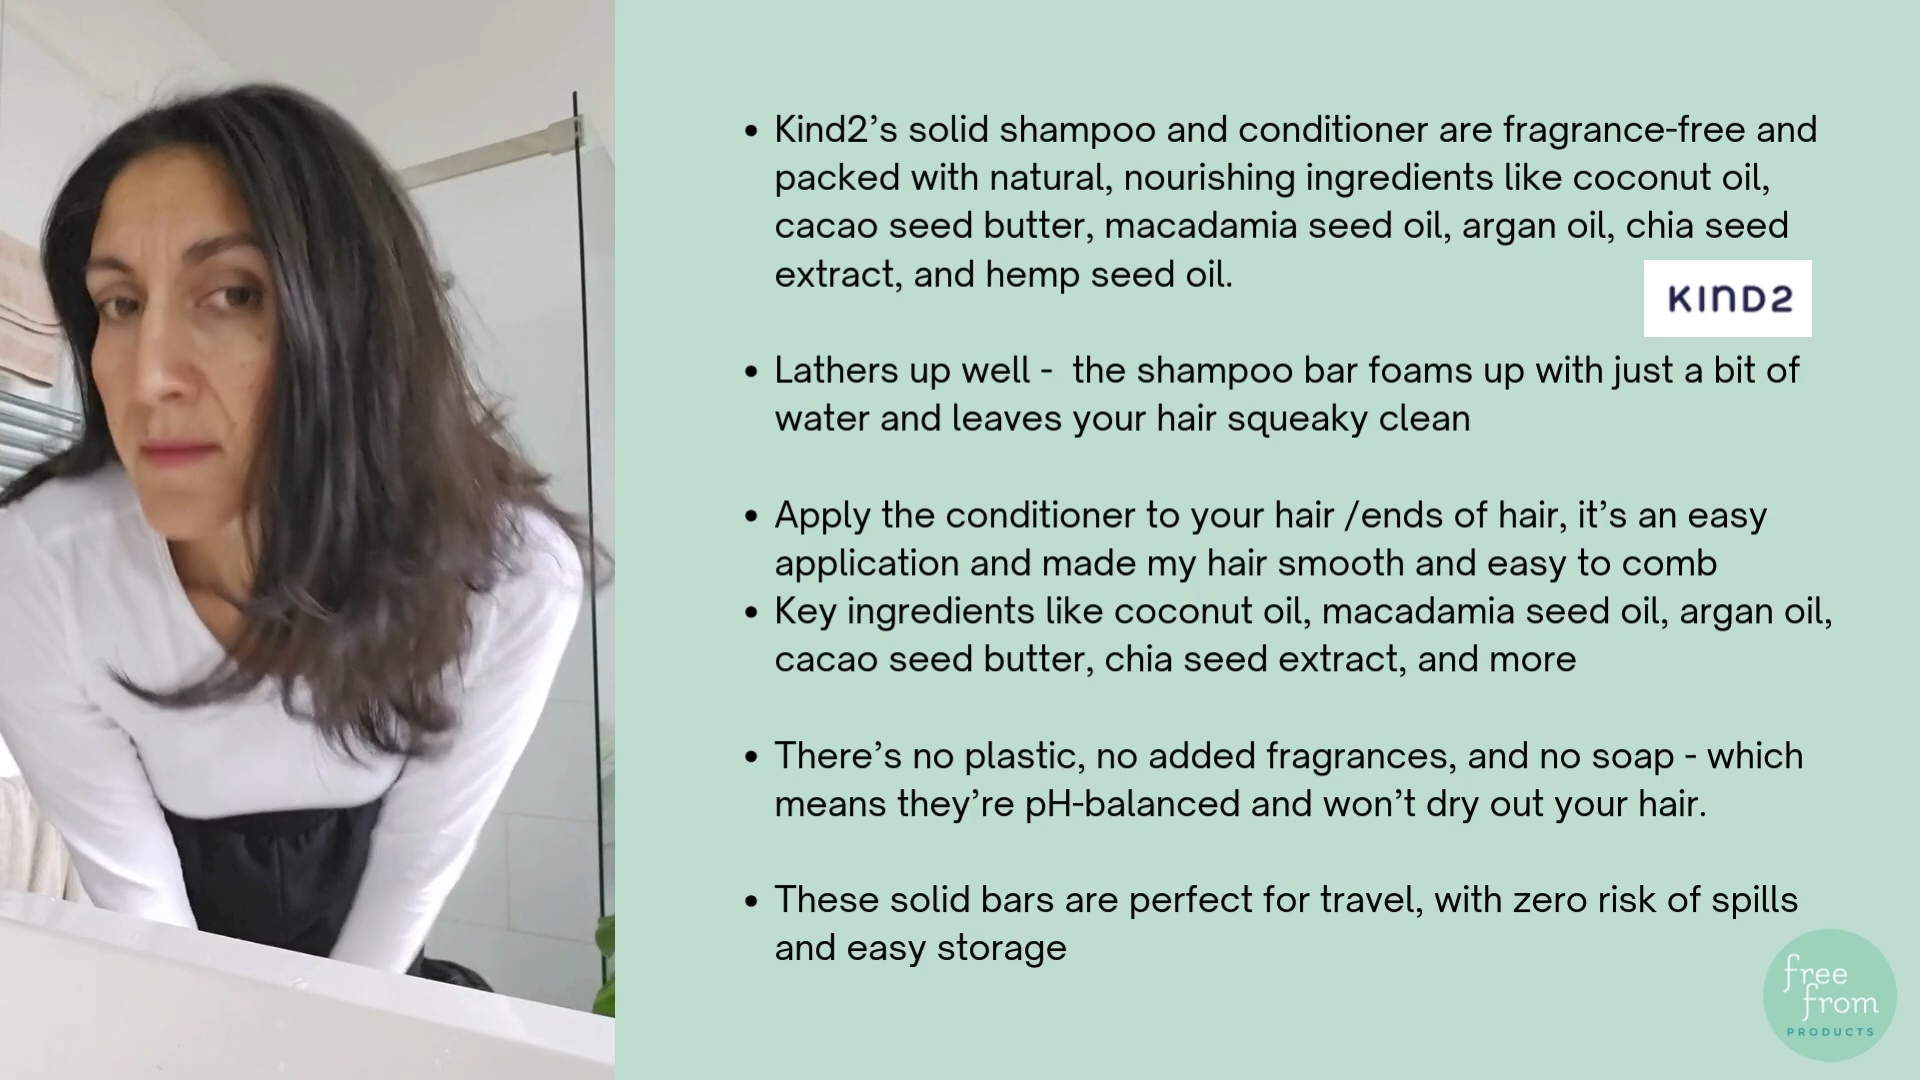 • Kind2’s solid shampoo and conditioner are fragrance-free and
packed with natural, nourishing ingredients like coconut oil,
cacao seed butter, macadamia seed oil, argan oil, chia seed
extract, and hemp seed oil.
KIND2
• Lathers up well -  the shampoo bar foams up with just a bit of
water and leaves your hair squeaky clean
• Apply the conditioner to your hair /ends of hair, it’s an easy
application and made my hair smooth and easy to comb
• Key ingredients like coconut oil, macadamia seed oil, argan oil,
cacao seed butter, chia seed extract, and more
• There’s no plastic, no added fragrances, and no soap - which
means they’re pH-balanced and won’t dry out your hair.
• These solid bars are perfect for travel, with zero risk of spills
and easy storage
free
from
PRODUCTS